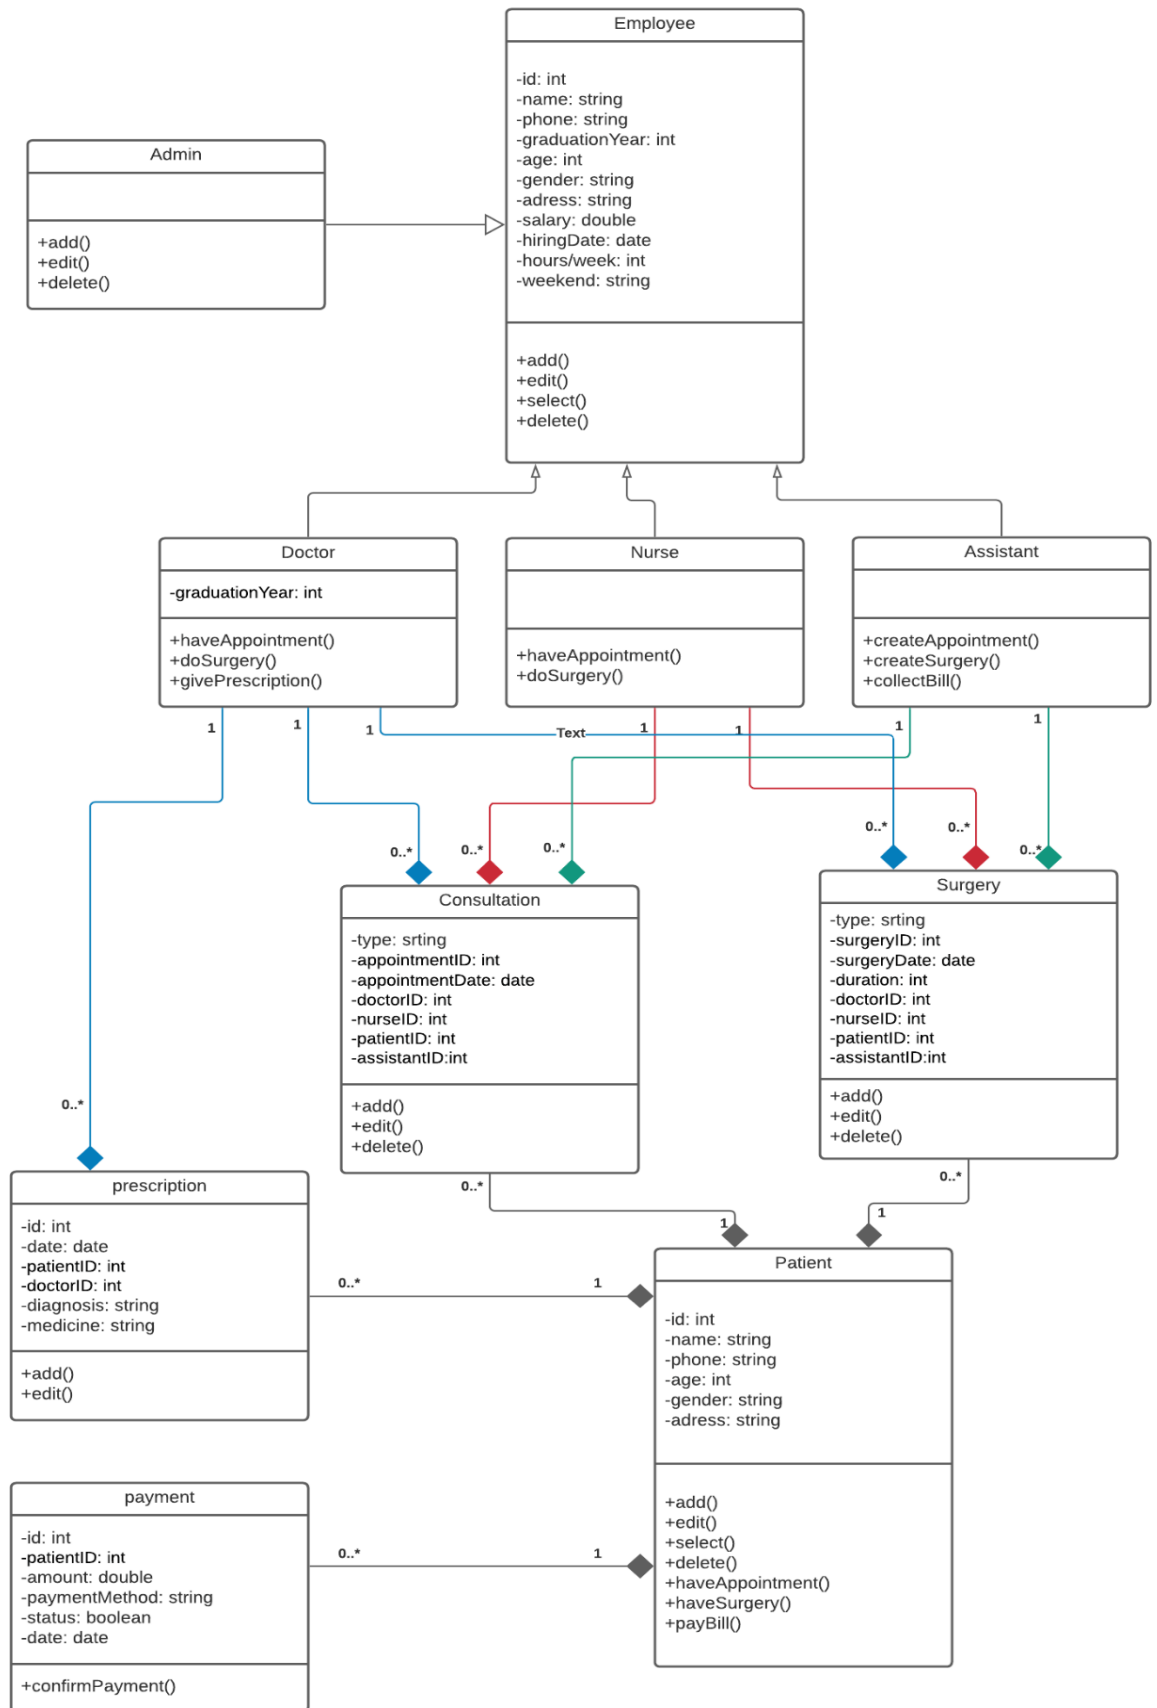 Employee
-id: int
-name: string
-phone: string
-graduationYear: int
-age: int
-gender: string
-adress: string
-salary: double
-hiringDate: date
-hours/week: int
-weekend: string
+add()
+edit()
+select()
+delete()
Admin
+add()
+edit()
+delete()
Doctor
-graduationYear: int
+haveAppointment()
+doSurgery()
+givePrescription()
Nurse
+haveAppointment()
+doSurgery()
Assistant
+createAppointment()
+createSurgery()
+collectBill()
1
1
1
Text
1
1
1
1
0..*
0..*
0..*
0..*
0..*
0..*
0..*
Consultation
-type: srting
-appointmentID: int
-appointmentDate: date
-doctorID: int
-nurseID: int
-patientID: int
-assistantID:int
+add()
+edit()
+delete()
Surgery
-type: srting
-surgeryID: int
-surgeryDate: date
-duration: int
-doctorID: int
-nurseID: int
-patientID: int
-assistantID:int
+add()
+edit()
+delete()
0..*
1
0..*
1
prescription
-id: int
-date: date
-patientID: int
-doctorID: int
-diagnosis: string
-medicine: string
+add()
+edit()
0..*
1
Patient
-id: int
-name: string
-phone: string
-age: int
-gender: string
-adress: string
+add()
+edit()
+select()
+delete()
+haveAppointment()
+haveSurgery()
+payBill()
payment
-id: int
-patientID: int
-amount: double
-paymentMethod: string
-status: boolean
-date: date
+confirmPayment()
0..*
1